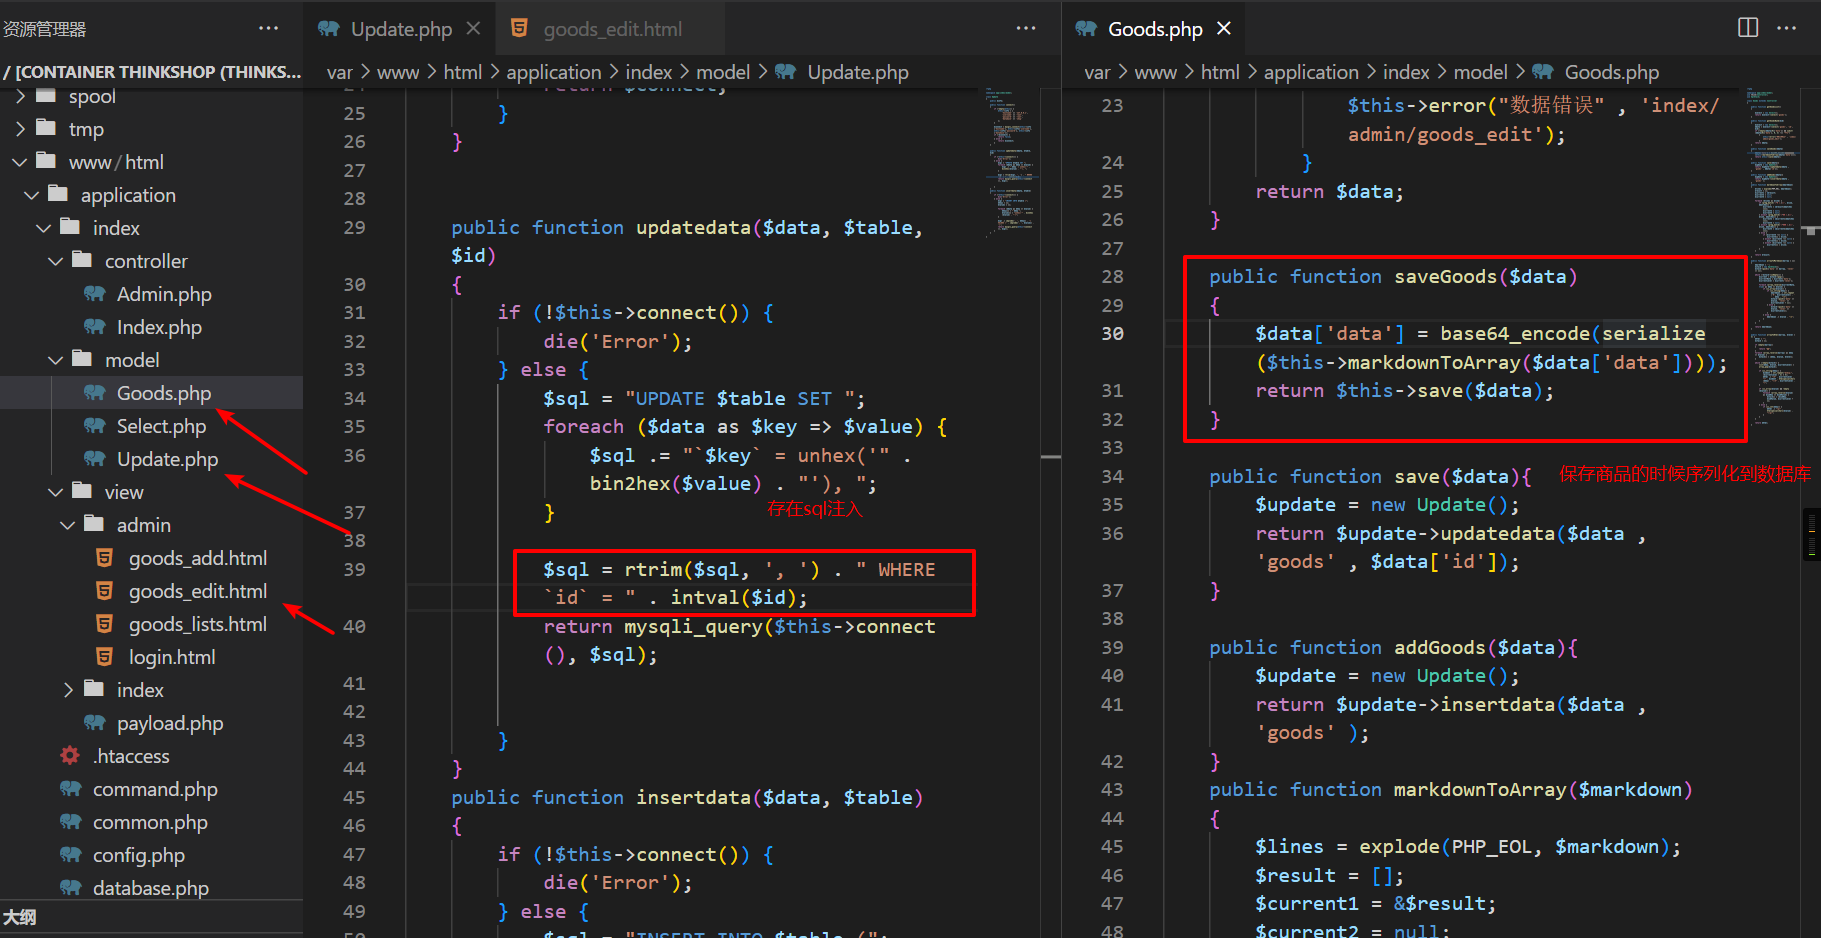 资源管理器
/ [CONTAINER THINKSHOP (THINKS...
spool
tmp
www/html
application
index
controller
Admin.php
Index.php
model
Goods.php
Select.php
Update.php
view
admin
goods_add.html
goods_edit.html
goods_lists.html
login.html
index
payload.php
.htaccess
command.php
common.php
config.php
database.php
大纲
Update.php
goods_edit.html
var > www > html > application > index > model > Update.php
24 return $connect;
25 }
26 }
27
28
29 public function updatedata($data, $table,
$id)
30 {
31 if (!$this->connect()) {
32 die('Error');
33 } else {
34 $sql = "UPDATE $table SET ";
35 foreach ($data as $key => $value) {
36 $sql .= "`$key` = unhex('" .
bin2hex($value) . "'), ";
37 }
存在sql注入
38
39 $sql = rtrim($sql, ', ') . " WHERE
`id` = " . intval($id);
40 return mysqli_query($this->connect
(), $sql);
41
42
43 }
44 }
45 public function insertdata($data, $table)
46 {
47 if (!$this->connect()) {
48 die('Error');
49 } else {
50 $sql = "INSERT INTO $table (";
Goods.php
var > www > html > application > index > model > Goods.php
23 $this->error("数据错误" , 'index/
admin/goods_edit');
24 }
25 return $data;
26 }
27
28 public function saveGoods($data)
29 {
30 $data['data'] = base64_encode(serialize
($this->markdownToArray($data['data'])));
31 return $this->save($data);
32 }
33
34 public function save($data){
保存商品的时候序列化到数据库
35 $update = new Update();
36 return $update->updatedata($data ,
'goods' , $data['id']);
37 }
38
39 public function addGoods($data){
40 $update = new Update();
41 return $update->insertdata($data ,
'goods' );
42 }
43 public function markdownToArray($markdown)
44 {
45 $lines = explode(PHP_EOL, $markdown);
46 $result = [];
47 $current1 = &$result;
48 $current2 = null;